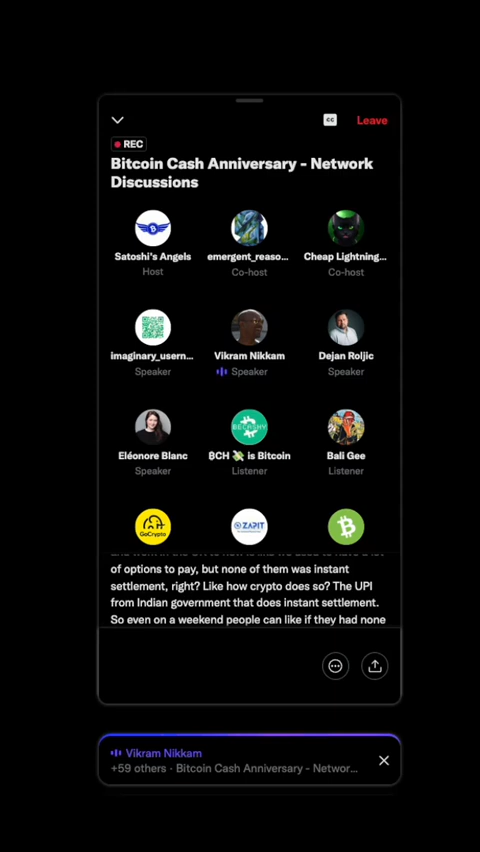 CC
Leave
REC
Bitcoin Cash Anniversary - Network
Discussions
Satoshi's Angels
Host
emergent_reaso...
Co-host
Cheap Lightning...
Co-host
imaginary_usern...
Speaker
Vikram Nikkam
Speaker
Dejan Roljic
Speaker
Eléonore Blanc
Speaker
BECASHY
₿CH 💸 is Bitcoin
Listener
Bali Gee
Listener
GoCrypto
ZAPIT
of options to pay, but none of them was instant
settlement, right? Like how crypto does so? The UPI
from Indian government that does instant settlement.
So even on a weekend people can like if they had none
Vikram Nikkam
+59 others · Bitcoin Cash Anniversary - Networ...